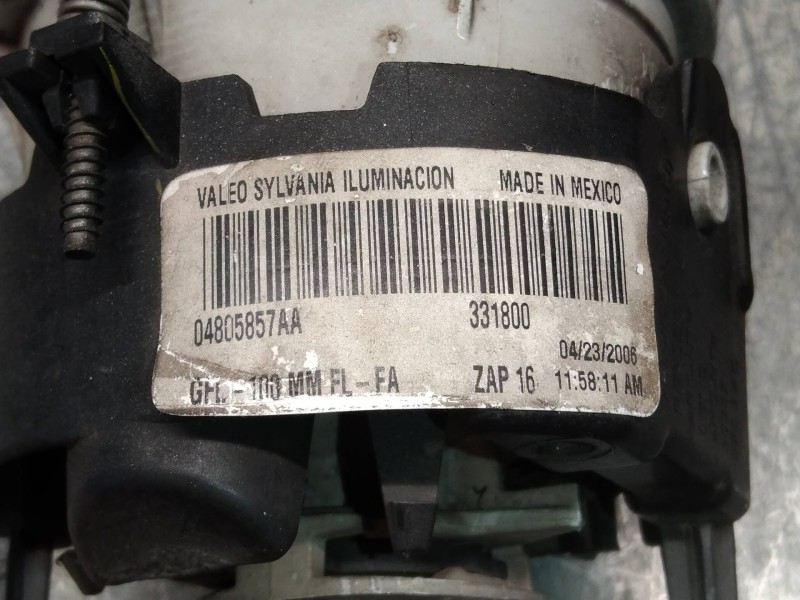 VALEO SYLVANIA ILUMINACION MADE IN MEXICO
04805857AA 331800
04/23/2006
100 MM FL-FA ZAP 16 11:58:11 AM